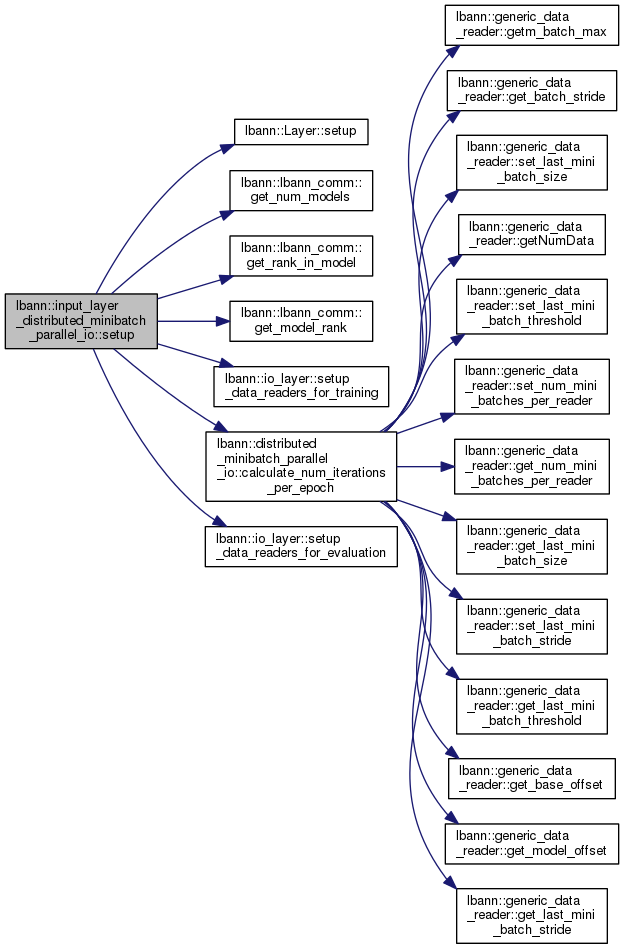 lbann::input_layer
_distributed_minibatch
_parallel_io::setup
lbann::Layer::setup
lbann::lbann_comm::
get_num_models
lbann::lbann_comm::
get_rank_in_model
lbann::lbann_comm::
get_model_rank
lbann::io_layer::setup
_data_readers_for_training
lbann::distributed
_minibatch_parallel
_io::calculate_num_iterations
_per_epoch
lbann::io_layer::setup
_data_readers_for_evaluation
lbann::generic_data
_reader::getm_batch_max
lbann::generic_data
_reader::get_batch_stride
lbann::generic_data
_reader::set_last_mini
_batch_size
lbann::generic_data
_reader::getNumData
lbann::generic_data
_reader::set_last_mini
_batch_threshold
lbann::generic_data
_reader::set_num_mini
_batches_per_reader
lbann::generic_data
_reader::get_num_mini
_batches_per_reader
lbann::generic_data
_reader::get_last_mini
_batch_size
lbann::generic_data
_reader::set_last_mini
_batch_stride
lbann::generic_data
_reader::get_last_mini
_batch_threshold
lbann::generic_data
_reader::get_base_offset
lbann::generic_data
_reader::get_model_offset
lbann::generic_data
_reader::get_last_mini
_batch_stride